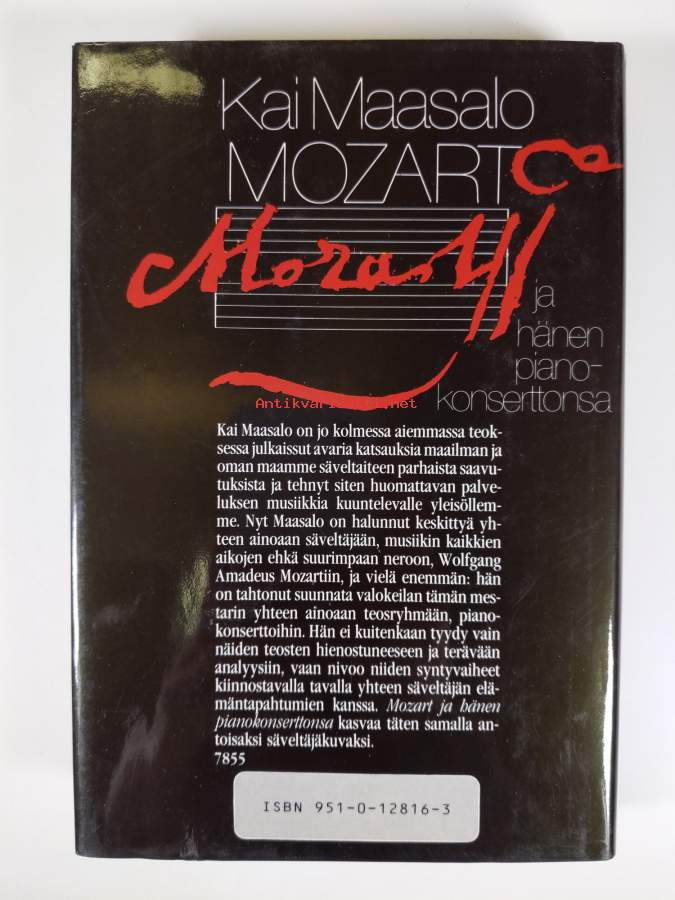 Kai Maasalo
MOZART
Mozart
ja
hänen
piano-
konserttonsa
Antikvariaatti.net
Kai Maasalo on jo kolmessa aiemmassa teok-
sessa julkaissut avaria katsauksia maailman ja
oman maamme säveltaiteen parhaista saavu-
tuksista ja tehnyt siten huomattavan palve-
luksen musiikkia kuuntelevalle yleisöllem-
me. Nyt Maasalo on halunnut keskittyä yh-
teen ainoaan säveltäjään, musiikin kaikkien
aikojen ehkä suurimpaan neroon, Wolfgang
Amadeus Mozartiin, ja vielä enemmän: hän
on tahtonut suunnata valokeilan tämän mes-
tarin yhteen ainoaan teosryhmään, piano-
konserttoihin. Hän ei kuitenkaan tyydy vain
näiden teosten hienostuneeseen ja terävään
analyysiin, vaan nivoo niiden syntyvaiheet
kiinnostavalla tavalla yhteen säveltäjän elä-
mäntapahtumien kanssa. Mozart ja hänen
pianokonserttonsa kasvaa täten samalla an-
toisaksi säveltäjäkuvaksi.
7855
ISBN 951-0-12816-3